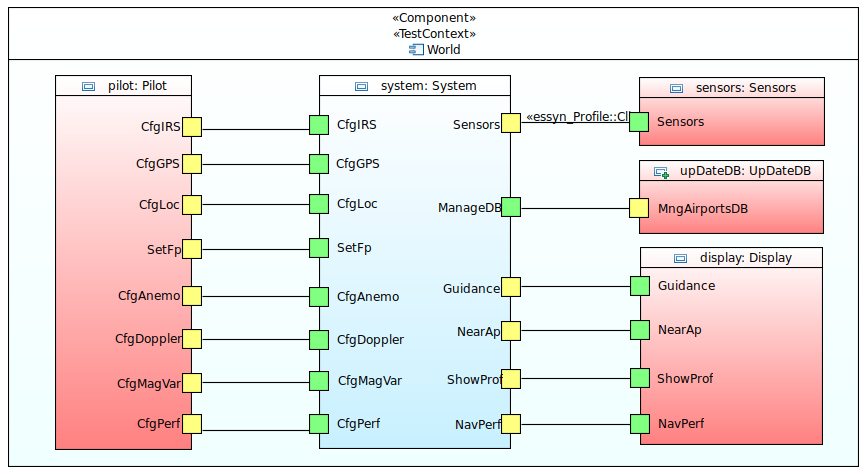 «Component»
«TestContext»
World
pilot: Pilot
CfgIRS
CfgGPS
CfgLoc
SetFp
CfgAnemo
CfgDoppler
CfgMagVar
CfgPerf
system: System
CfgIRS
CfgGPS
CfgLoc
SetFp
CfgAnemo
CfgDoppler
CfgMagVar
CfgPerf
Sensors
ManageDB
Guidance
NearAp
ShowProf
NavPerf
«essyn_Profile::Cl
sensors: Sensors
Sensors
upDateDB: UpDateDB
MngAirportsDB
display: Display
Guidance
NearAp
ShowProf
NavPerf